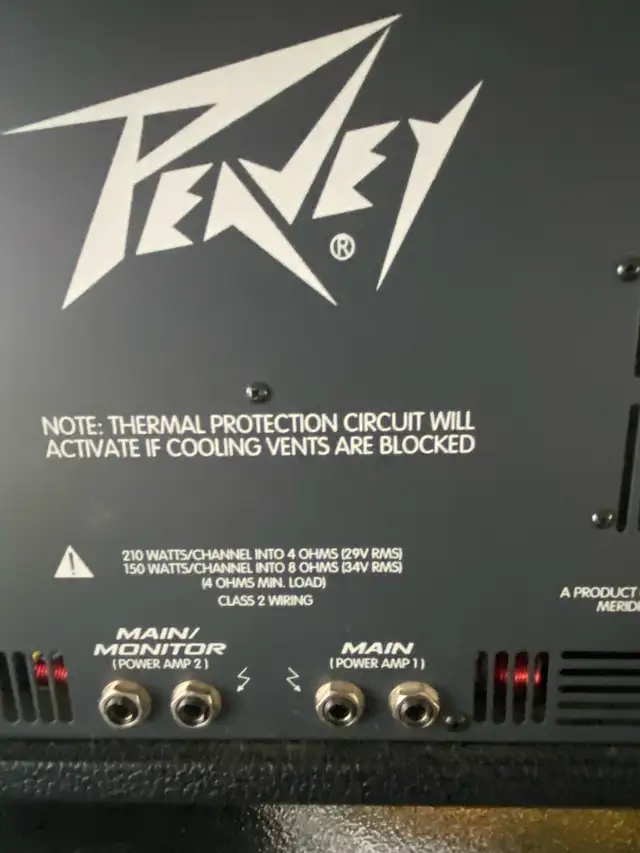 PEAVEY
®
NOTE: THERMAL PROTECTION CIRCUIT WILL
ACTIVATE IF COOLING VENTS ARE BLOCKED
210 WATTS/CHANNEL INTO 4 OHMS (29V RMS)
150 WATTS/CHANNEL INTO 8 OHMS (34V RMS)
(4 OHMS MIN. LOAD)
CLASS 2 WIRING
A PRODUCT
MAIN/
MONITOR
(POWER AMP 2)
MAIN
(POWER AMP 1)